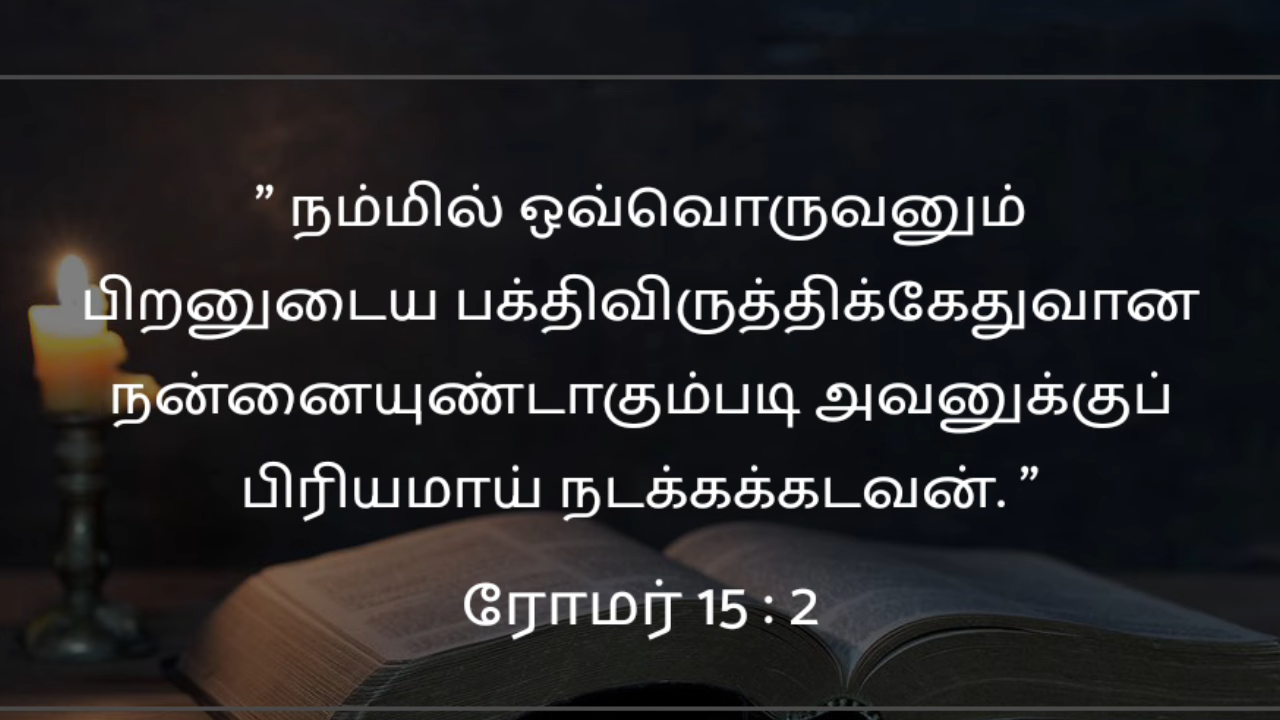 ” நம்மில் ஒவ்வொருவனும்
பிறனுடைய பக்திவிருத்திக்கேதுவான
நன்னையுண்டாகும்படி அவனுக்குப்
பிரியமாய் நடக்கக்கடவன். ”
ரோமர் 15 : 2